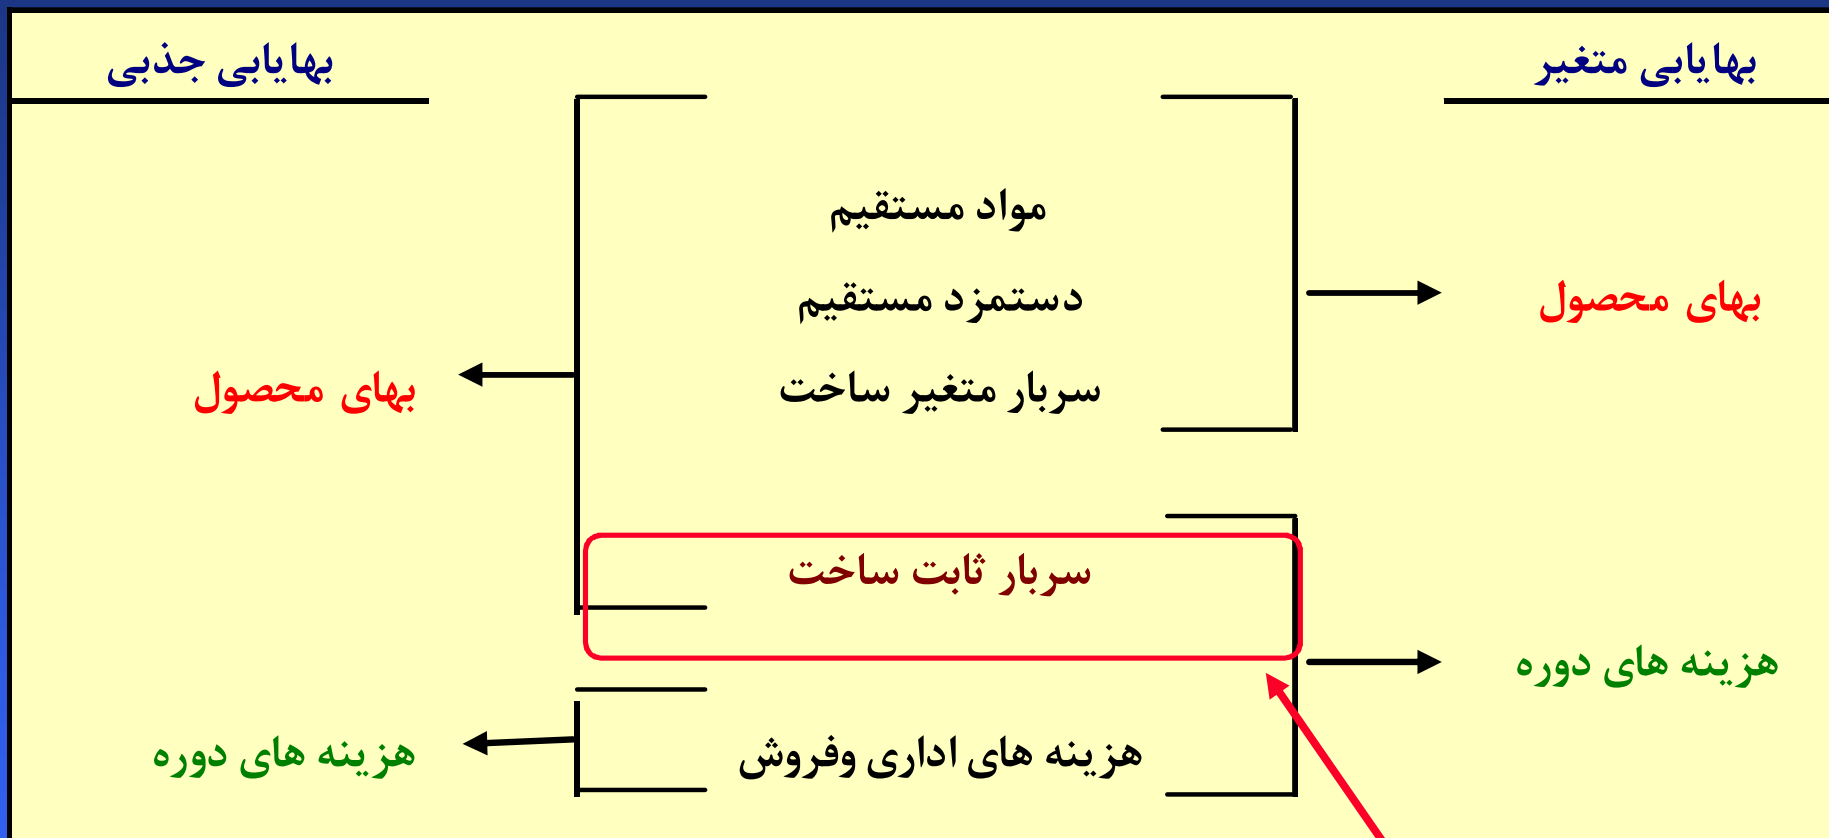 بهایابی متغیر
بهایابی جذبی
مواد مستقیم
دستمزد مستقیم
بهای محصول
سربار متغیر ساخت
بهای محصول
سربار ثابت ساخت
هزینه های دوره
هزینه های اداری وفروش
هزینه های دوره